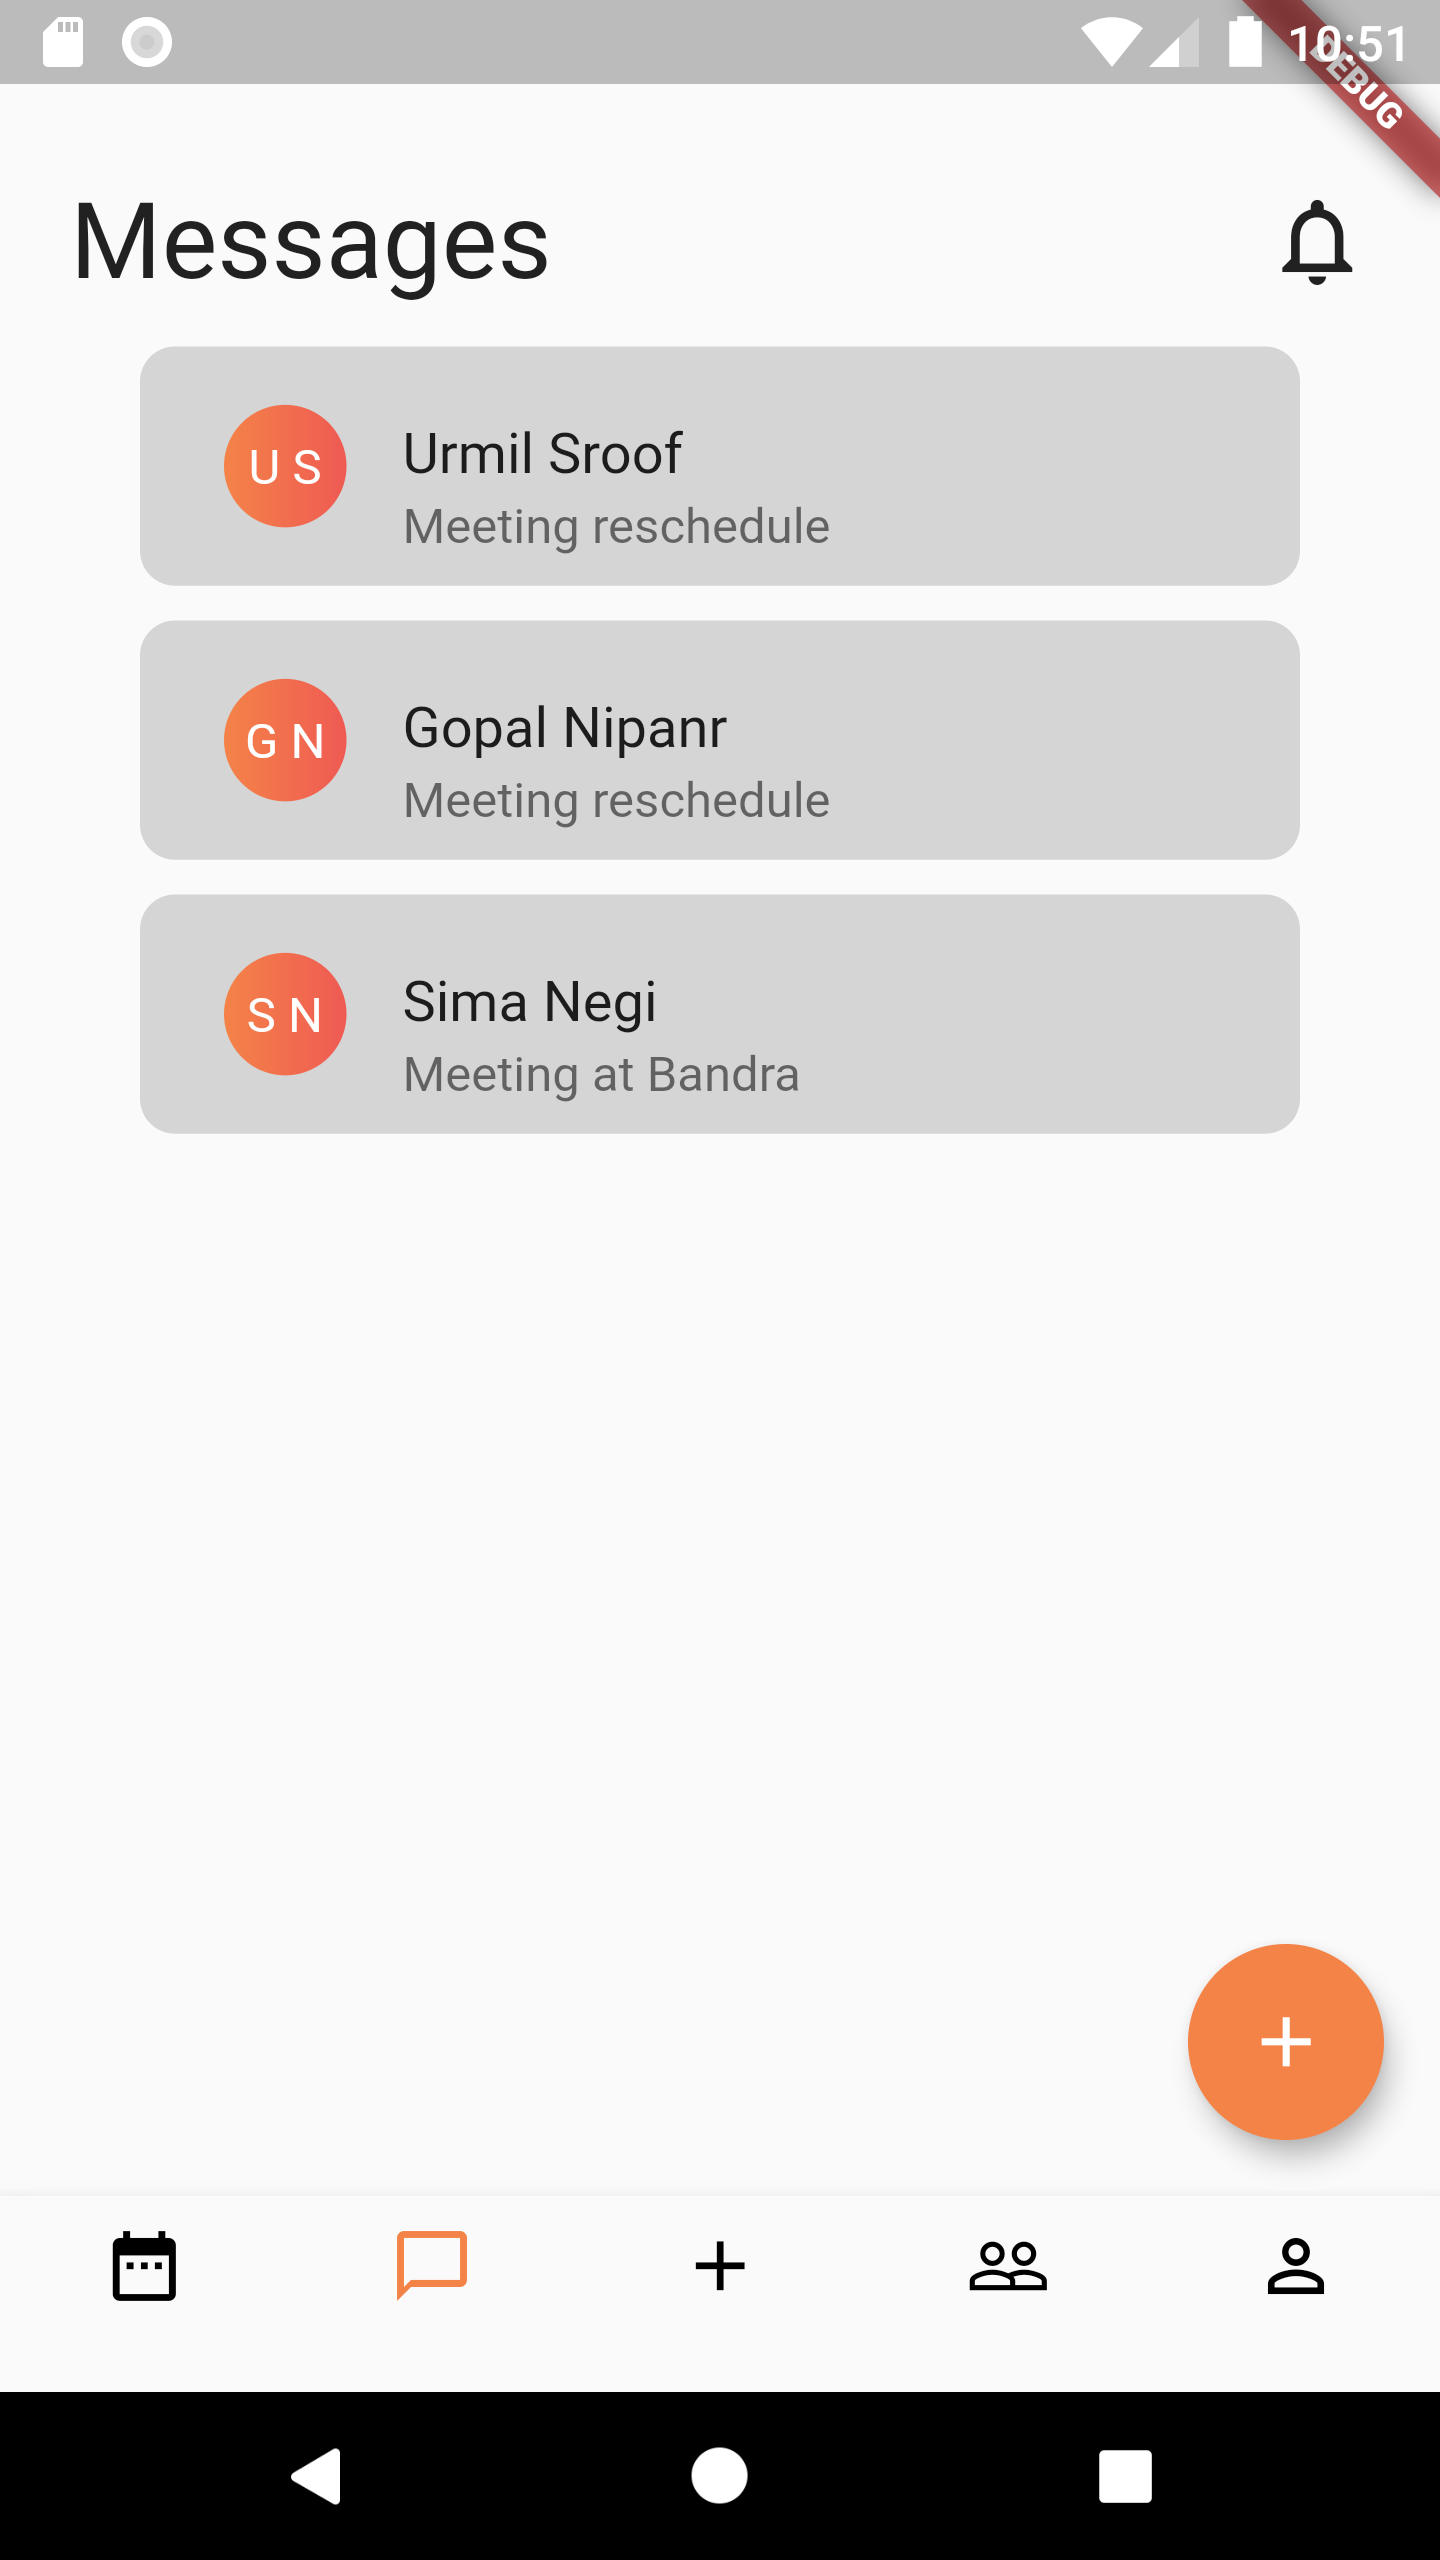 10:51
DEBUG
Messages
U S
Urmil Sroof
Meeting reschedule
G N
Gopal Nipanr
Meeting reschedule
S N
Sima Negi
Meeting at Bandra